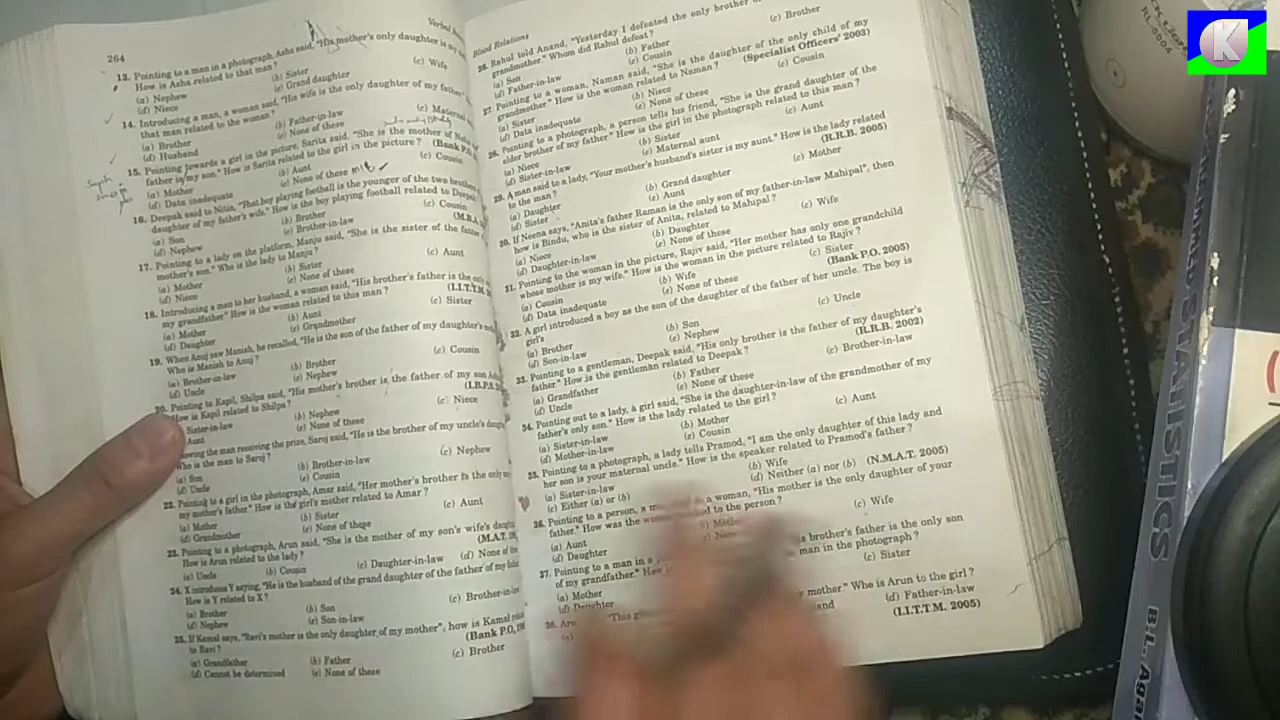 264
Verbal
13. Pointing to a man in a photograph, Asha said, "His mother's only daughter is my
How is Asha related to that man?
(a) Nephew (b) Sister (c) Wife
(d) Niece (e) Grand daughter
14. Introducing a man, a woman said, "His wife is the only daughter of my father."
that man related to the woman?
(a) Brother (b) Father-in-law (c) Maternal
(d) Husband (e) None of these
15. Pointing towards a girl in the picture, Sarita said, "She is the mother of
father is my son." How is Sarita related to the girl in the picture? (Bank P.O.
(a) Mother (b) Aunt (c) Cousin
(d) Data inadequate (e) None of these
16. Deepak said to Nitin, "That boy playing football is the younger of the two brothers
daughter of my father's wife." How is the boy playing football related to Deepak
(a) Son (b) Brother (c) Cousin
(d) Nephew (e) Brother-in-law (M.B.A.
17. Pointing to a lady on the platform, Manju said, "She is the sister of the father
mother's son." Who is the lady to Manju?
(a) Mother (b) Sister (c) Aunt
(d) Niece (e) None of these
18. Introducing a man to her husband, a woman said, "His brother's father is the only
my grandfather." How is the woman related to this man? (I.I.T.M.
(a) Mother (b) Aunt (c) Sister
(d) Daughter (e) Grandmother
19. When Anuj saw Manish, he recalled, "He is the son of the father of my daughter's
Who is Manish to Anuj?
(a) Brother-in-law (b) Brother (c) Cousin
(d) Uncle (e) Nephew
20. Pointing to Kapil, Shilpa said, "His mother's brother is the father of my son
How is Kapil related to Shilpa? (I.B.P.S.
Sister-in-law (b) Nephew (c) Niece
Aunt (e) None of these
receiving the prize, Saroj said, "He is the brother of my uncle's
who is the man to Saroj?
(a) Son (b) Brother-in-law (c) Nephew
(d) Uncle (e) Cousin
22. Pointing to a girl in the photograph, Amar said, "Her mother's brother is the only
my mother's father." How is the girl's mother related to Amar?
(a) Mother (b) Sister (c) Aunt
(d) Grandmother (e) None of these
23. Pointing to a photograph, Arun said, "She is the mother of my son's wife's
How is Arun related to the lady? (M.A.T.
(a) Uncle (b) Cousin (c) Daughter-in-law (d) None of
24. X introduces Y saying, "He is the husband of the grand daughter of the father of my
How is Y related to X?
(a) Brother (b) Son (c) Brother-in-law
(d) Nephew (e) Son-in-law
25. If Kamal says, "Ravi's mother is the only daughter of my mother", how is Kamal
to Ravi? (Bank P.O.
(a) Grandfather (b) Father (c) Brother
(d) Cannot be determined (e) None of these
Blood Relations
26. Rahul told Anand, "Yesterday I defeated the only brother of
grandmother." Whom did Rahul defeat?
(a) Son (b) Father (c) Brother
(d) Father-in-law (e) Cousin
27. Pointing to a woman, Naman said, "She is the daughter of the only child of my
grandmother." How is the woman related to Naman? (Specialist Officers' 2003)
(a) Sister (b) Niece (c) Cousin
(d) Data inadequate (e) None of these
28. Pointing to a photograph, a person tells his friend, "She is the grand daughter of the
elder brother of my father." How is the girl in the photograph related to this man?
(a) Niece (b) Sister (c) Aunt
(d) Sister-in-law (e) Maternal aunt
29. A man said to a lady, "Your mother's husband's sister is my aunt." How is the lady related
to the man? (R.R.B. 2005)
(a) Daughter (b) Grand daughter (c) Mother
(d) Sister (e) Aunt
30. If Neena says, "Anita's father Raman is the only son of my father-in-law Mahipal", then
how is Bindu, who is the sister of Anita, related to Mahipal?
(a) Niece (b) Daughter (c) Wife
(d) Daughter-in-law (e) None of these
31. Pointing to the woman in the picture, Rajiv said, "Her mother has only one grandchild
whose mother is my wife." How is the woman in the picture related to Rajiv?
(a) Cousin (b) Wife (c) Sister
(d) Data inadequate (e) None of these (Bank P.O. 2005)
32. A girl introduced a boy as the son of the daughter of the father of her uncle. The boy is
girl's
(a) Brother (b) Son (c) Uncle
(d) Son-in-law (e) Nephew (R.R.B. 2002)
33. Pointing to a gentleman, Deepak said, "His only brother is the father of my daughter's
father." How is the gentleman related to Deepak?
(a) Grandfather (b) Father (c) Brother-in-law
(d) Uncle (e) None of these
34. Pointing out to a lady, a girl said, "She is the daughter-in-law of the grandmother of my
father's only son." How is the lady related to the girl?
(a) Sister-in-law (b) Mother (c) Aunt
(d) Mother-in-law (e) Cousin
35. Pointing to a photograph, a lady tells Pramod, "I am the only daughter of this lady and
her son is your maternal uncle." How is the speaker related to Pramod's father?
(a) Sister-in-law (b) Wife
(c) Either (a) or (b) (d) Neither (a) nor (b) (N.M.A.T. 2005)
36. Pointing to a person, a a woman, "His mother is the only daughter of your
father." How was the to the person?
(a) Aunt (c) Wife
(d) Daughter
37. Pointing to a man in a brother's father is the only son
of my grandfather." man in the photograph?
(a) Mother (c) Sister
(d) Daughter
38. "This mother." Who is Arun to the girl?
(d) Father-in-law
(I.I.T.T.M. 2005)
K
RL-0004
BL. Aga